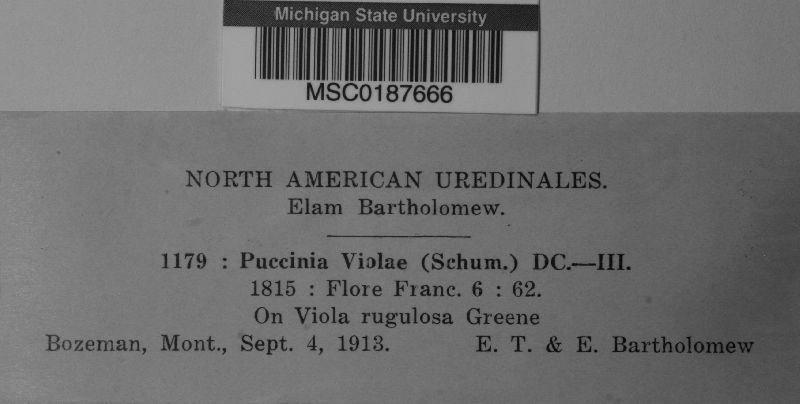 Michigan State University
MSC0187666
NORTH AMERICAN UREDINALES.
Elam Bartholomew.
1179 : Puccinia Violae (Schum.) DC.—III.
1815 : Flore Franc. 6 : 62.
On Viola rugulosa Greene
Bozeman, Mont., Sept. 4, 1913. E. T. & E. Bartholomew